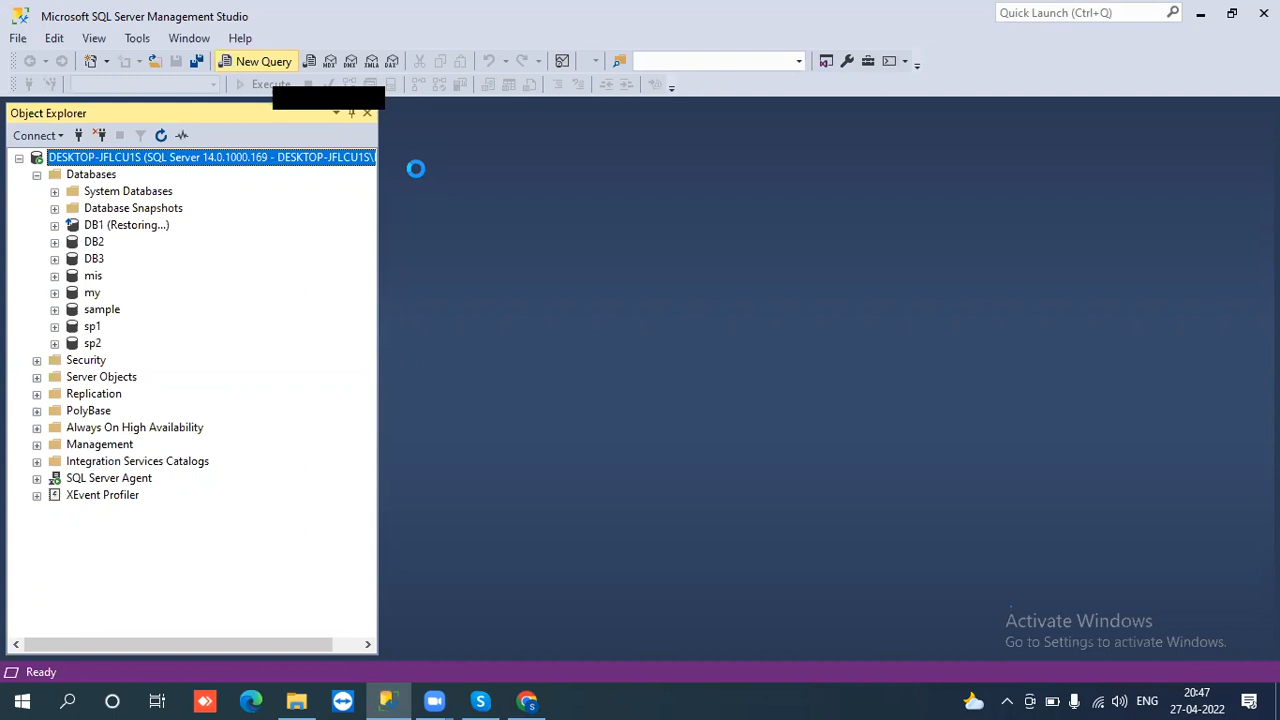 Microsoft SQL Server Management Studio
Quick Launch (Ctrl+Q)
File Edit View Tools Window Help
New Query
MDX DMX XMLA DAX
Execute
Object Explorer
Connect
DESKTOP-JFLCU1S (SQL Server 14.0.1000.169 - DESKTOP-JFLCU1S\
Databases
System Databases
Database Snapshots
DB1 (Restoring...)
DB2
DB3
mis
my
sample
sp1
sp2
Security
Server Objects
Replication
PolyBase
Always On High Availability
Management
Integration Services Catalogs
SQL Server Agent
XEvent Profiler
Activate Windows
Go to Settings to activate Windows.
Ready
ENG
20:47
27-04-2022